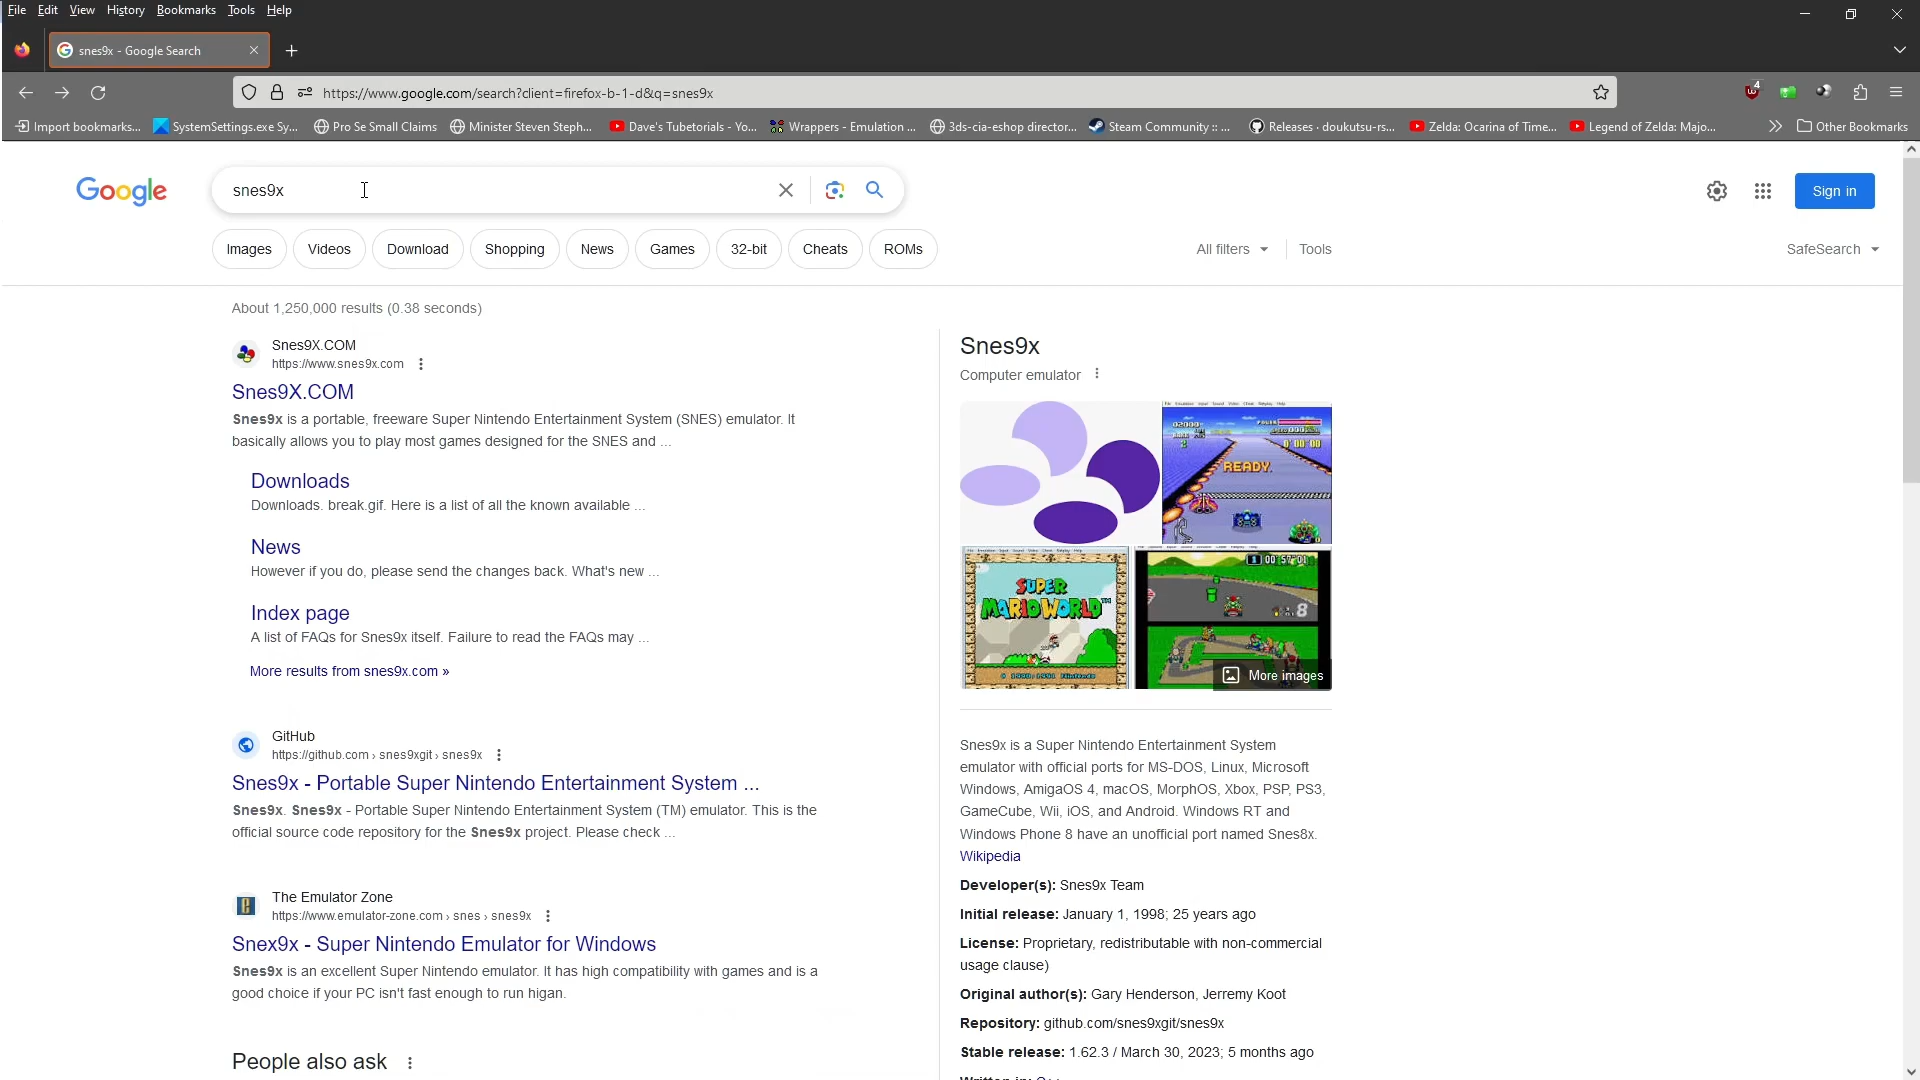 File Edit View History Bookmarks Tools Help
snes9x - Google Search
https://www.google.com/search?client=firefox-b-1-d&q=snes9x
4
Import bookmarks... SystemSettings.exe Sy... Pro Se Small Claims Minister Steven Steph... Dave's Tubetorials - Yo... Wrappers - Emulation ... 3ds-cia-eshop director... Steam Community :: ... Releases · doukutsu-rs... Zelda: Ocarina of Time... Legend of Zelda: Majo... Other Bookmarks
Google
snes9x
Sign in
Images Videos Download Shopping News Games 32-bit Cheats ROMs
All filters Tools
SafeSearch
About 1,250,000 results (0.38 seconds)
Snes9X.COM
https://www.snes9x.com
Snes9X.COM
Snes9x is a portable, freeware Super Nintendo Entertainment System (SNES) emulator. It
basically allows you to play most games designed for the SNES and ...
Downloads
Downloads. break.gif. Here is a list of all the known available ...
News
However if you do, please send the changes back. What's new ...
Index page
A list of FAQs for Snes9x itself. Failure to read the FAQs may ...
More results from snes9x.com »
GitHub
https://github.com › snes9xgit › snes9x
Snes9x - Portable Super Nintendo Entertainment System ...
Snes9x. Snes9x - Portable Super Nintendo Entertainment System (TM) emulator. This is the
official source code repository for the Snes9x project. Please check ...
The Emulator Zone
https://www.emulator-zone.com › snes › snes9x
Snex9x - Super Nintendo Emulator for Windows
Snes9x is an excellent Super Nintendo emulator. It has high compatibility with games and is a
good choice if your PC isn't fast enough to run higan.
People also ask
Snes9x
Computer emulator
READY.
SUPER
MARIO WORLD
More images
Snes9x is a Super Nintendo Entertainment System
emulator with official ports for MS-DOS, Linux, Microsoft
Windows, AmigaOS 4, macOS, MorphOS, Xbox, PSP, PS3,
GameCube, Wii, iOS, and Android. Windows RT and
Windows Phone 8 have an unofficial port named Snes8x.
Wikipedia
Developer(s): Snes9x Team
Initial release: January 1, 1998; 25 years ago
License: Proprietary, redistributable with non-commercial
usage clause)
Original author(s): Gary Henderson, Jerremy Koot
Repository: github.com/snes9xgit/snes9x
Stable release: 1.62.3 / March 30, 2023; 5 months ago